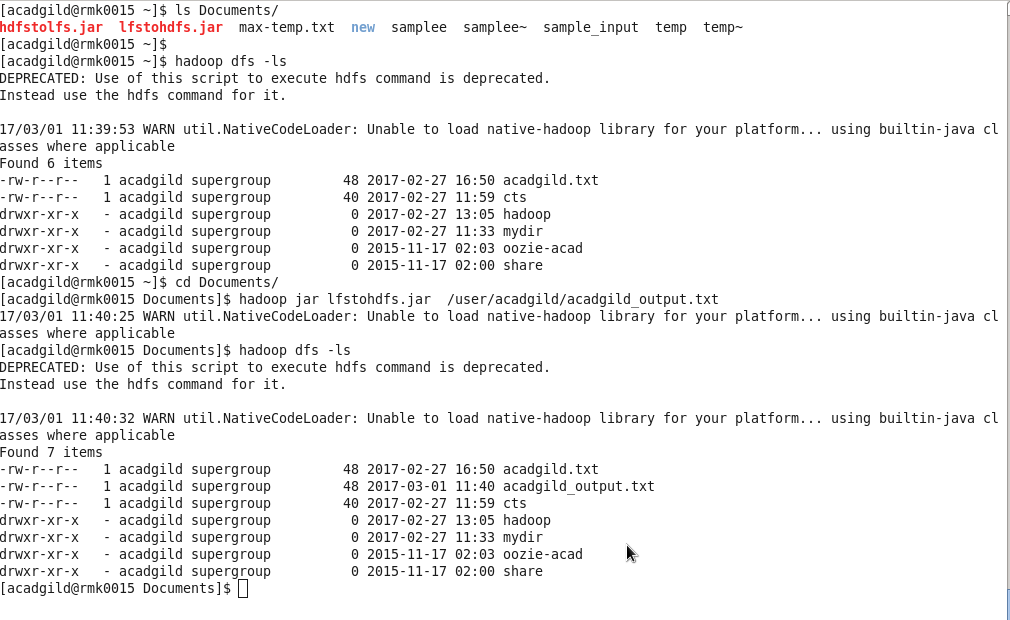 [acadgild@rmk0015 ~]$ ls Documents/
hdfstolfs.jar  lfstohdfs.jar  max-temp.txt  new  samplee  samplee~  sample_input  temp  temp~
[acadgild@rmk0015 ~]$
[acadgild@rmk0015 ~]$ hadoop dfs -ls
DEPRECATED: Use of this script to execute hdfs command is deprecated.
Instead use the hdfs command for it.

17/03/01 11:39:53 WARN util.NativeCodeLoader: Unable to load native-hadoop library for your platform... using builtin-java cl
asses where applicable
Found 6 items
-rw-r--r--   1 acadgild supergroup         48 2017-02-27 16:50 acadgild.txt
-rw-r--r--   1 acadgild supergroup         40 2017-02-27 11:59 cts
drwxr-xr-x   - acadgild supergroup          0 2017-02-27 13:05 hadoop
drwxr-xr-x   - acadgild supergroup          0 2017-02-27 11:33 mydir
drwxr-xr-x   - acadgild supergroup          0 2015-11-17 02:03 oozie-acad
drwxr-xr-x   - acadgild supergroup          0 2015-11-17 02:00 share
[acadgild@rmk0015 ~]$ cd Documents/
[acadgild@rmk0015 Documents]$ hadoop jar lfstohdfs.jar  /user/acadgild/acadgild_output.txt
17/03/01 11:40:25 WARN util.NativeCodeLoader: Unable to load native-hadoop library for your platform... using builtin-java cl
asses where applicable
[acadgild@rmk0015 Documents]$ hadoop dfs -ls
DEPRECATED: Use of this script to execute hdfs command is deprecated.
Instead use the hdfs command for it.

17/03/01 11:40:32 WARN util.NativeCodeLoader: Unable to load native-hadoop library for your platform... using builtin-java cl
asses where applicable
Found 7 items
-rw-r--r--   1 acadgild supergroup         48 2017-02-27 16:50 acadgild.txt
-rw-r--r--   1 acadgild supergroup         48 2017-03-01 11:40 acadgild_output.txt
-rw-r--r--   1 acadgild supergroup         40 2017-02-27 11:59 cts
drwxr-xr-x   - acadgild supergroup          0 2017-02-27 13:05 hadoop
drwxr-xr-x   - acadgild supergroup          0 2017-02-27 11:33 mydir
drwxr-xr-x   - acadgild supergroup          0 2015-11-17 02:03 oozie-acad
drwxr-xr-x   - acadgild supergroup          0 2015-11-17 02:00 share
[acadgild@rmk0015 Documents]$